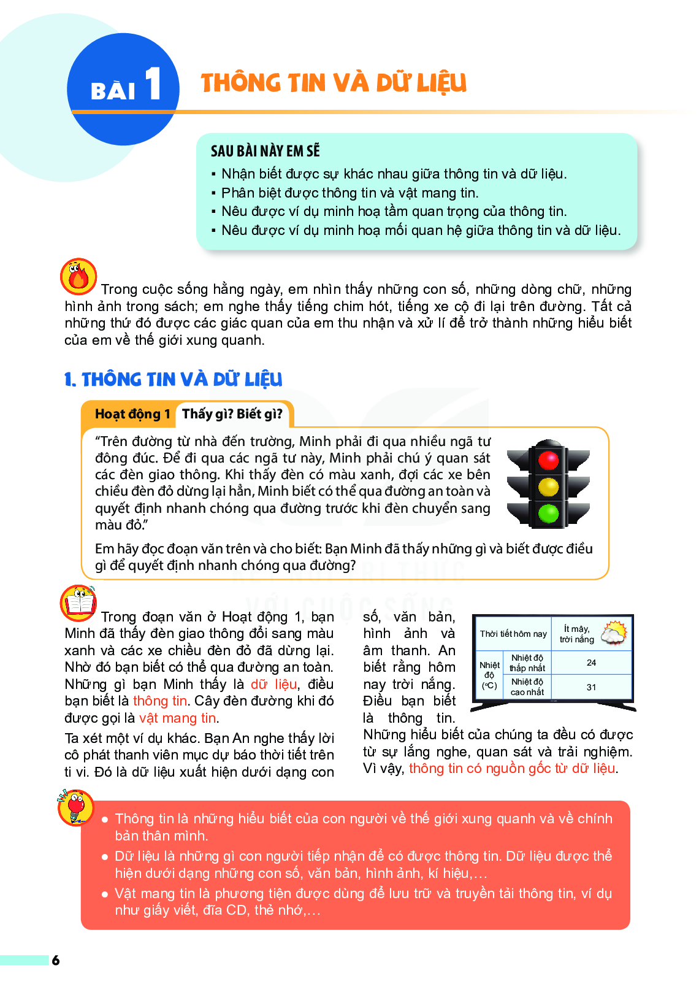 BÀI 1
THÔNG TIN VÀ DỮ LIỆU
SAU BÀI NÀY EM SẼ
▪ Nhận biết được sự khác nhau giữa thông tin và dữ liệu.
▪ Phân biệt được thông tin và vật mang tin.
▪ Nêu được ví dụ minh hoạ tầm quan trọng của thông tin.
▪ Nêu được ví dụ minh hoạ mối quan hệ giữa thông tin và dữ liệu.
Trong cuộc sống hằng ngày, em nhìn thấy những con số, những dòng chữ, những
hình ảnh trong sách; em nghe thấy tiếng chim hót, tiếng xe cộ đi lại trên đường. Tất cả
những thứ đó được các giác quan của em thu nhận và xử lí để trở thành những hiểu biết
của em về thế giới xung quanh.
1. THÔNG TIN VÀ DỮ LIỆU
Hoạt động 1 Thấy gì? Biết gì?
“Trên đường từ nhà đến trường, Minh phải đi qua nhiều ngã tư
đông đúc. Để đi qua các ngã tư này, Minh phải chú ý quan sát
các đèn giao thông. Khi thấy đèn có màu xanh, đợi các xe bên
chiều đèn đỏ dừng lại hẳn, Minh biết có thể qua đường an toàn và
quyết định nhanh chóng qua đường trước khi đèn chuyển sang
màu đỏ.”
Em hãy đọc đoạn văn trên và cho biết: Bạn Minh đã thấy những gì và biết được điều
gì để quyết định nhanh chóng qua đường?
KẾT NỐI TRI THỨC
VỚI CUỘC SỐNG
Trong đoạn văn ở Hoạt động 1, bạn
Minh đã thấy đèn giao thông đổi sang màu
xanh và các xe chiều đèn đỏ đã dừng lại.
Nhờ đó bạn biết có thể qua đường an toàn.
Những gì bạn Minh thấy là dữ liệu, điều
bạn biết là thông tin. Cây đèn đường khi đó
được gọi là vật mang tin.
Ta xét một ví dụ khác. Bạn An nghe thấy lời
cô phát thanh viên mục dự báo thời tiết trên
ti vi. Đó là dữ liệu xuất hiện dưới dạng con
số, văn bản,
hình ảnh và
âm thanh. An
biết rằng hôm
nay trời nắng.
Điều bạn biết
là thông tin.
Những hiểu biết của chúng ta đều có được
từ sự lắng nghe, quan sát và trải nghiệm.
Vì vậy, thông tin có nguồn gốc từ dữ liệu.
Thời tiết hôm nay
Ít mây,
trời nắng
Nhiệt
độ
(°C)
Nhiệt độ
thấp nhất
24
Nhiệt độ
cao nhất
31
● Thông tin là những hiểu biết của con người về thế giới xung quanh và về chính
bản thân mình.
● Dữ liệu là những gì con người tiếp nhận để có được thông tin. Dữ liệu được thể
hiện dưới dạng những con số, văn bản, hình ảnh, kí hiệu,…
● Vật mang tin là phương tiện được dùng để lưu trữ và truyền tải thông tin, ví dụ
như giấy viết, đĩa CD, thẻ nhớ,…
6